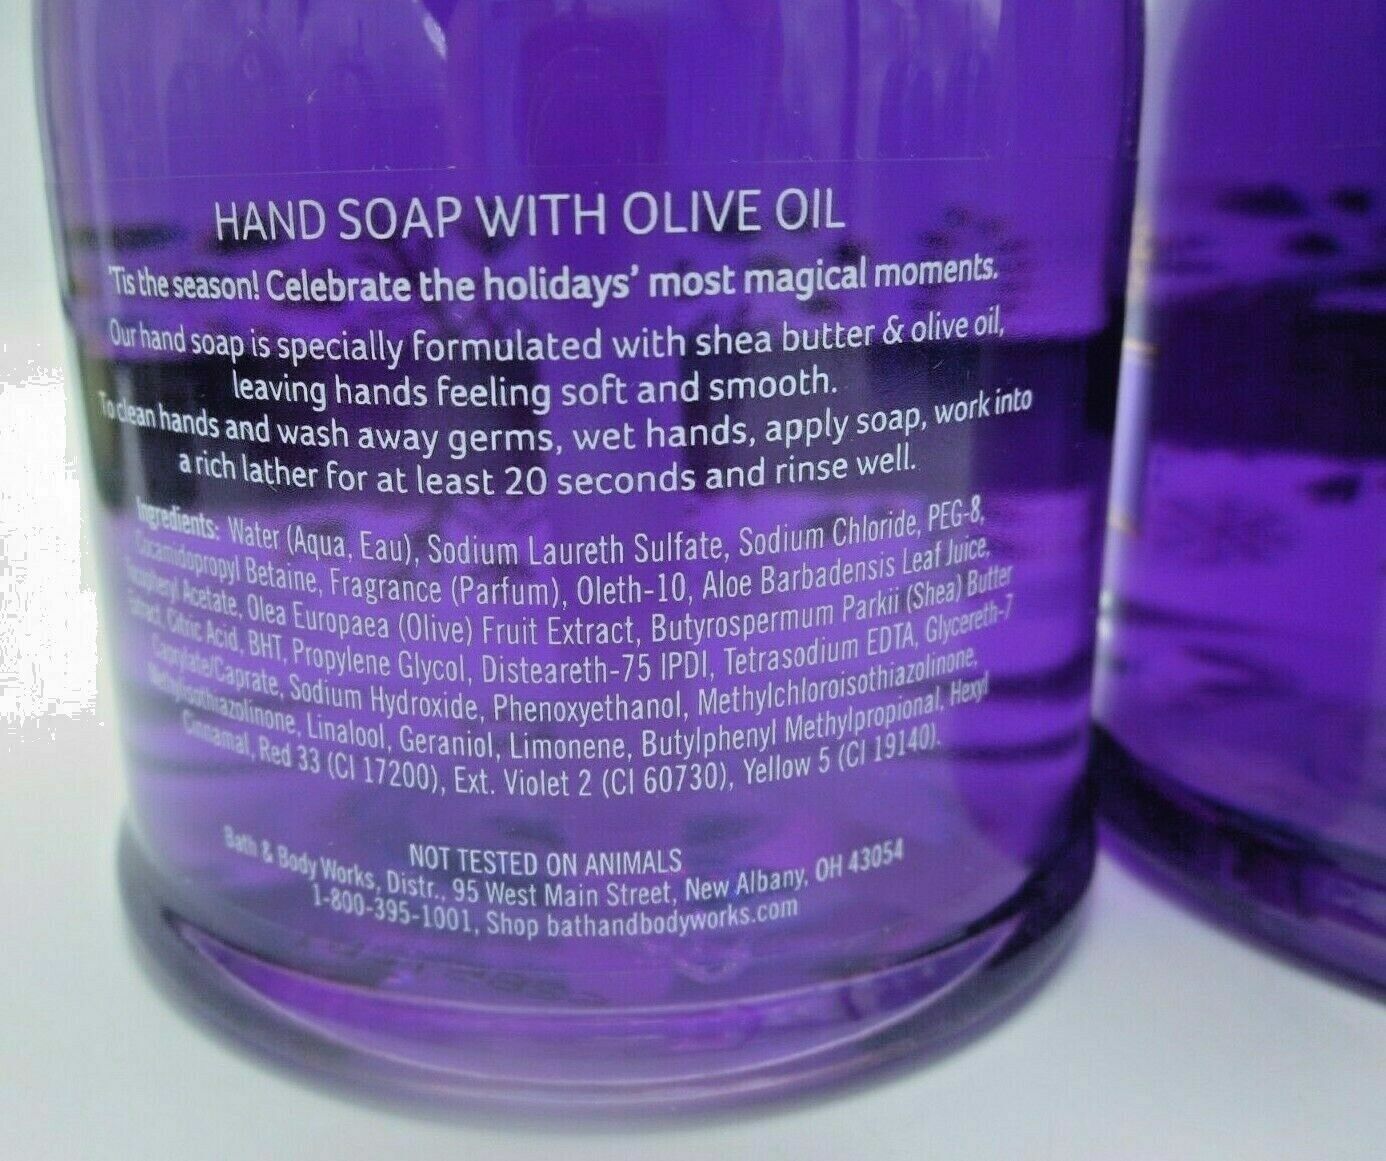 HAND SOAP WITH OLIVE OIL
'Tis the season! Celebrate the holidays' most magical moments.
Our hand soap is specially formulated with shea butter & olive oil,
leaving hands feeling soft and smooth.
To clean hands and wash away germs, wet hands, apply soap, work into
a rich lather for at least 20 seconds and rinse well.
Ingredients: Water (Aqua, Eau), Sodium Laureth Sulfate, Sodium Chloride, PEG-8,
Cocamidopropyl Betaine, Fragrance (Parfum), Oleth-10, Aloe Barbadensis Leaf Juice,
Tocopheryl Acetate, Olea Europaea (Olive) Fruit Extract, Butyrospermum Parkii (Shea) Butter
Extract, Citric Acid, BHT, Propylene Glycol, Disteareth-75 IPDI, Tetrasodium EDTA, Glycereth-7
Caprylate/Caprate, Sodium Hydroxide, Phenoxyethanol, Methylchloroisothiazolinone,
Methylisothiazolinone, Linalool, Geraniol, Limonene, Butylphenyl Methylpropional, Hexyl
Cinnamal, Red 33 (CI 17200), Ext. Violet 2 (CI 60730), Yellow 5 (CI 19140).
NOT TESTED ON ANIMALS
Bath & Body Works, Distr., 95 West Main Street, New Albany, OH 43054
1-800-395-1001, Shop bathandbodyworks.com